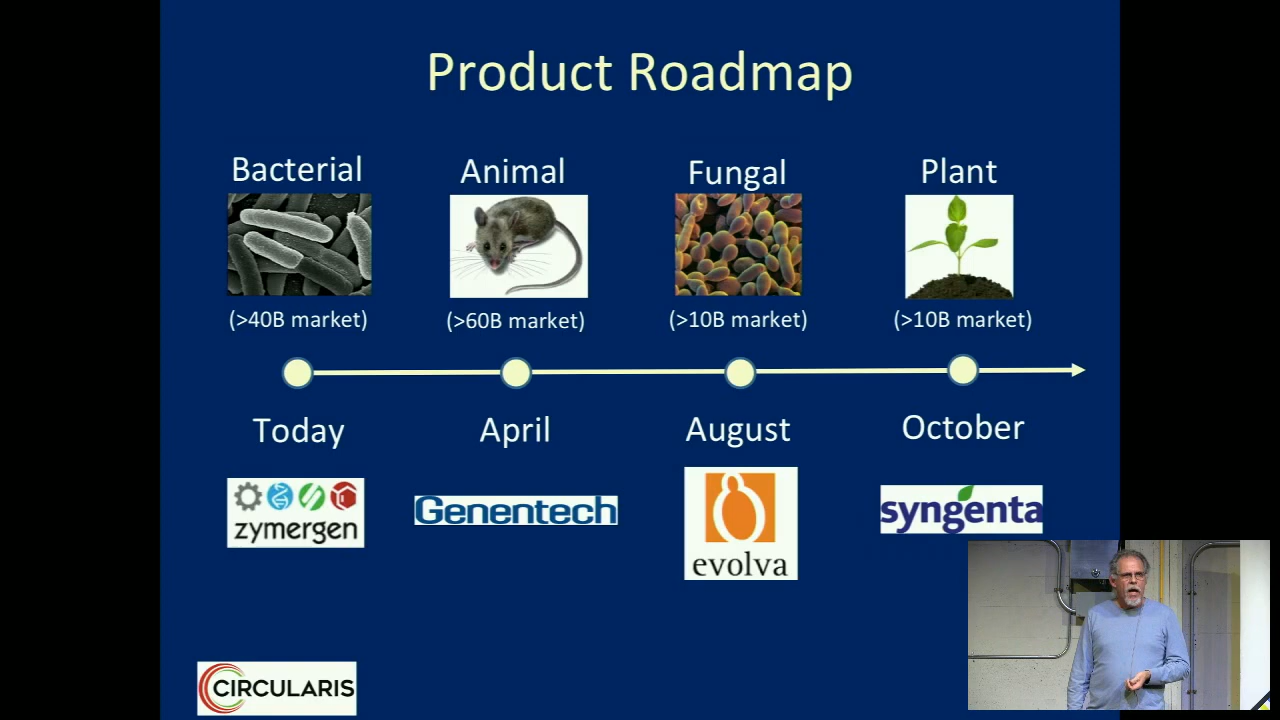 Product Roadmap
Bacterial
Animal
Fungal
Plant
(>40B market)
(>60B market)
(>10B market)
(>10B market)
Today
April
August
October
zymergen
Genentech
evolva
syngenta
CIRCULARIS